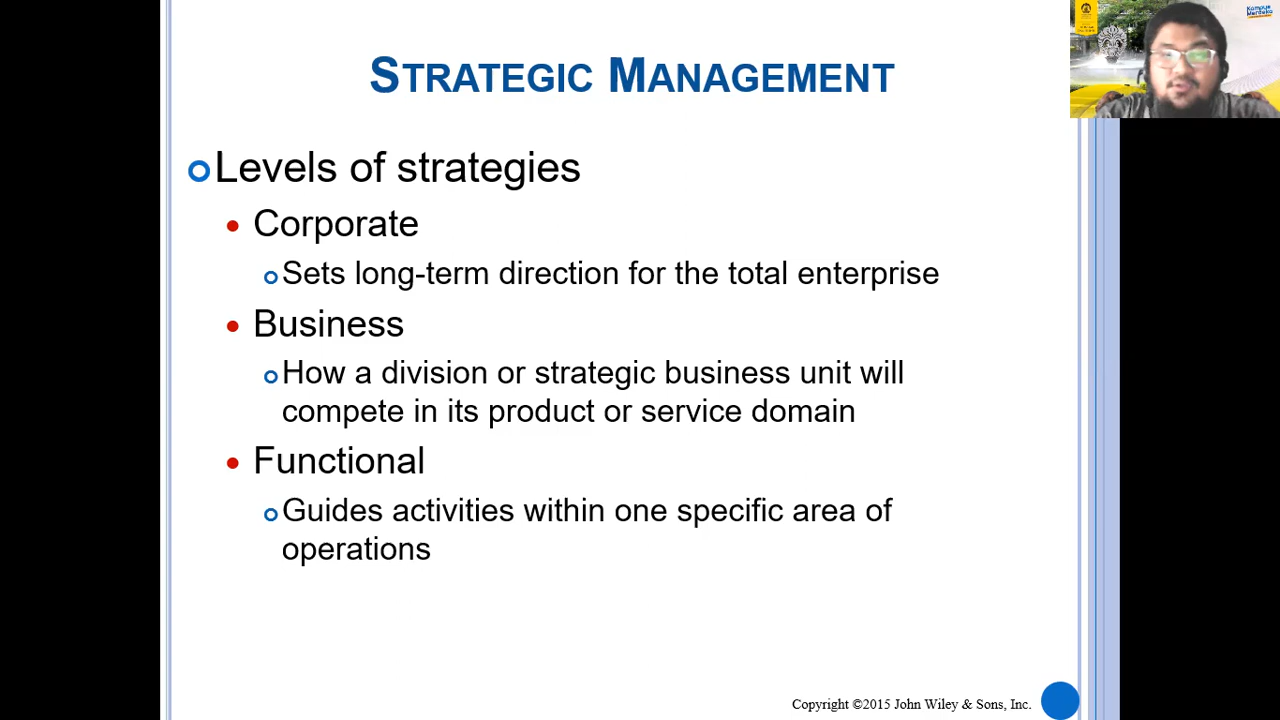 STRATEGIC MANAGEMENT
Levels of strategies
Corporate
Sets long-term direction for the total enterprise
Business
How a division or strategic business unit will
compete in its product or service domain
Functional
Guides activities within one specific area of
operations
Copyright ©2015 John Wiley & Sons, Inc.
Kampus
Merdeka